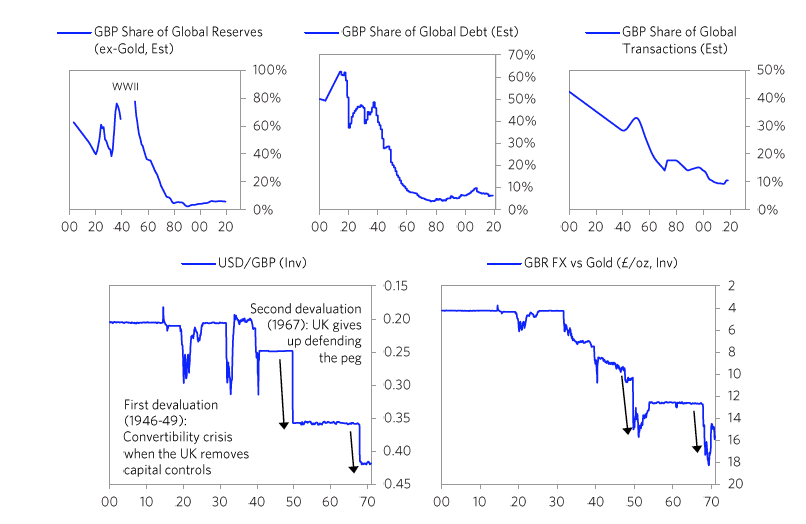 GBP Share of Global Reserves
(ex-Gold, Est)
GBP Share of Global Debt (Est)
GBP Share of Global
Transactions (Est)
WWII
100%
80%
60%
40%
20%
0%
00 20 40 60 80 00 20
70%
60%
50%
40%
30%
20%
10%
0%
00 20 40 60 80 00 20
50%
40%
30%
20%
10%
0%
00 20 40 60 80 00 20
USD/GBP (Inv)
Second devaluation
(1967): UK gives
up defending
the peg
First devaluation
(1946-49):
Convertibility crisis
when the UK removes
capital controls
0.15
0.20
0.25
0.30
0.35
0.40
0.45
00 10 20 30 40 50 60 70
GBR FX vs Gold (£/oz, Inv)
2
4
6
8
10
12
14
16
18
20
00 10 20 30 40 50 60 70